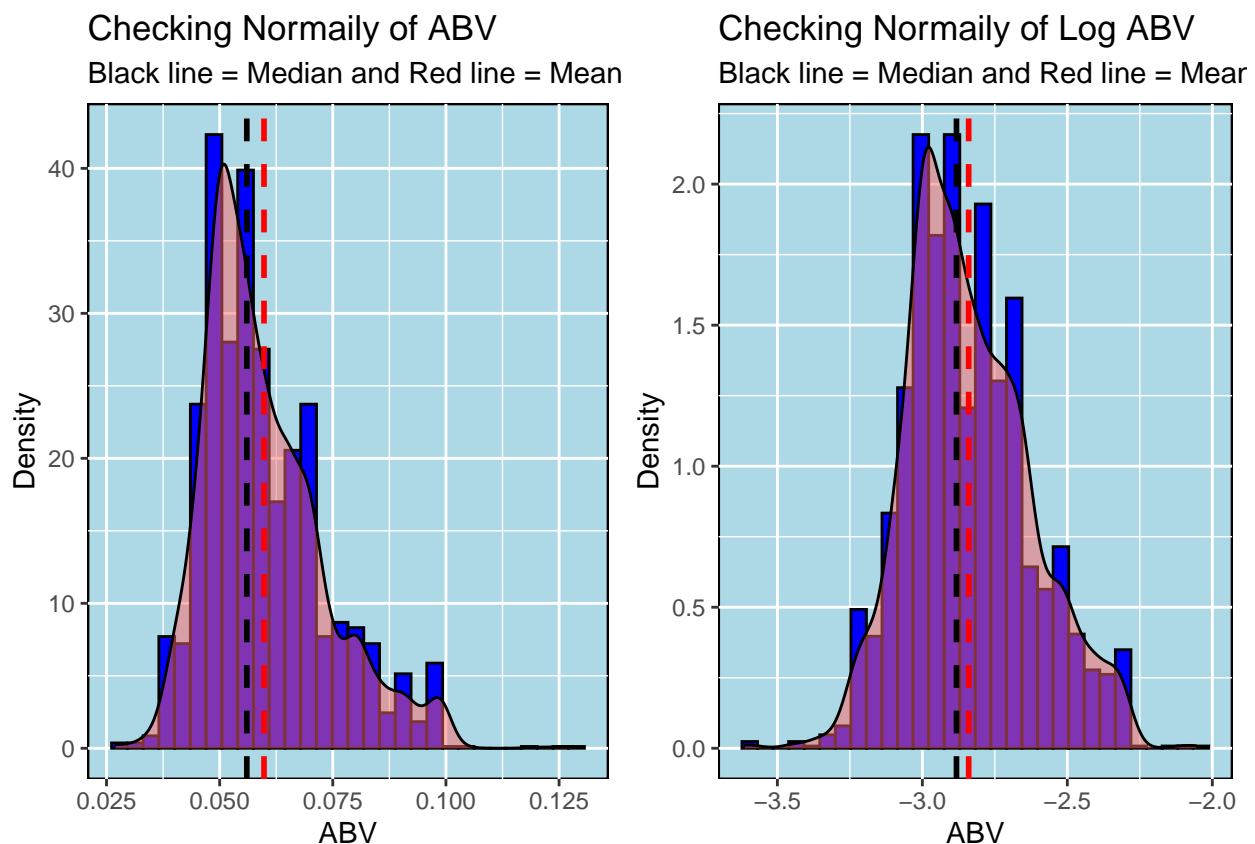 Checking Normaily of ABV
Black line = Median and Red line = Mean
Density
40
30
20
10
0
0.025 0.050 0.075 0.100 0.125
ABV
Checking Normaily of Log ABV
Black line = Median and Red line = Mean
Density
2.0
1.5
1.0
0.5
0.0
−3.5 −3.0 −2.5 −2.0
ABV